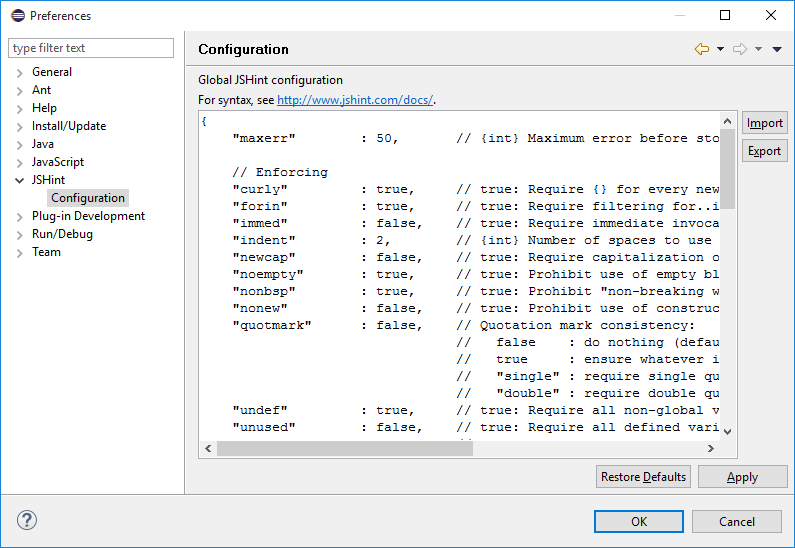 Preferences
type filter text
General
Ant
Help
Install/Update
Java
JavaScript
JSHint
Configuration
Plug-in Development
Run/Debug
Team
Configuration
Global JSHint configuration
For syntax, see http://www.jshint.com/docs/.
{
"maxerr" : 50, // {int} Maximum error before sto
// Enforcing
"curly" : true, // true: Require {} for every new
"forin" : true, // true: Require filtering for..i
"immed" : false, // true: Require immediate invoca
"indent" : 2, // {int} Number of spaces to use
"newcap" : false, // true: Require capitalization o
"noempty" : true, // true: Prohibit use of empty bl
"nonbsp" : true, // true: Prohibit "non-breaking w
"nonew" : false, // true: Prohibit use of construc
"quotmark" : false, // Quotation mark consistency:
// false : do nothing (defau
// true : ensure whatever i
// "single" : require single qu
// "double" : require double qu
"undef" : true, // true: Require all non-global v
"unused" : false, // true: Require all defined vari
Import
Export
Restore Defaults
Apply
OK
Cancel